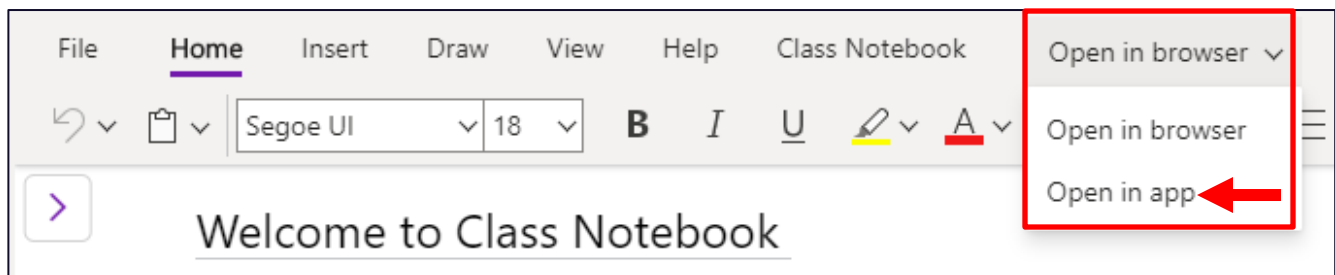 File Home Insert Draw View Help Class Notebook Open in browser
Segoe UI 18 B I U A
Open in browser
Open in app
Welcome to Class Notebook